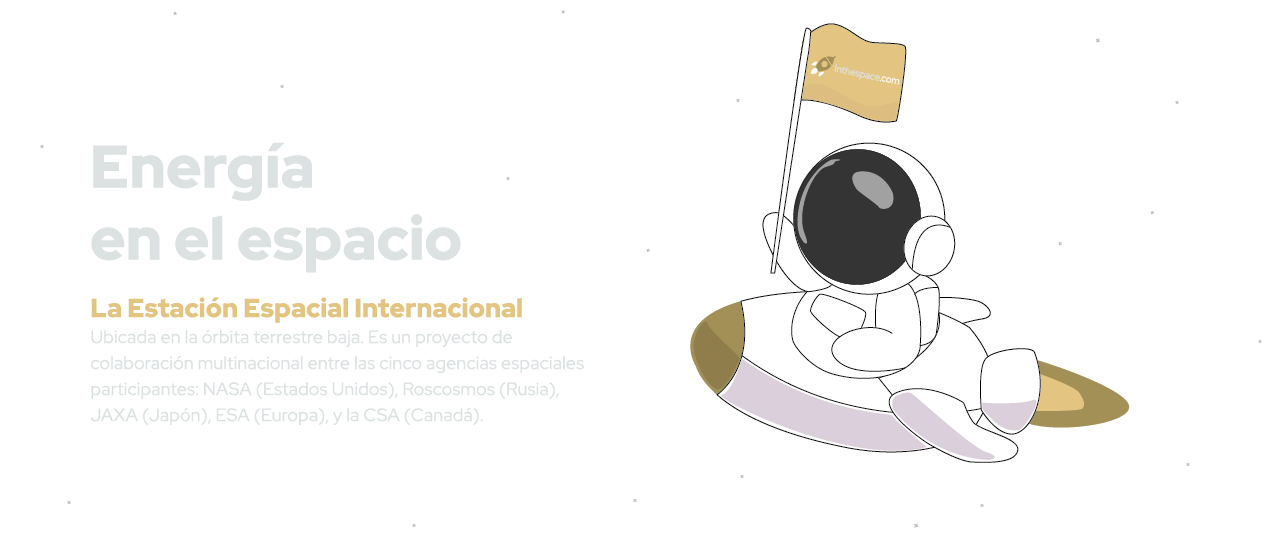 Energía
en el espacio
La Estación Espacial Internacional
Ubicada en la órbita terrestre baja. Es un proyecto de
colaboración multinacional entre las cinco agencias espaciales
participantes: NASA (Estados Unidos), Roscosmos (Rusia),
JAXA (Japón), ESA (Europa), y la CSA (Canadá).
inthespace.com